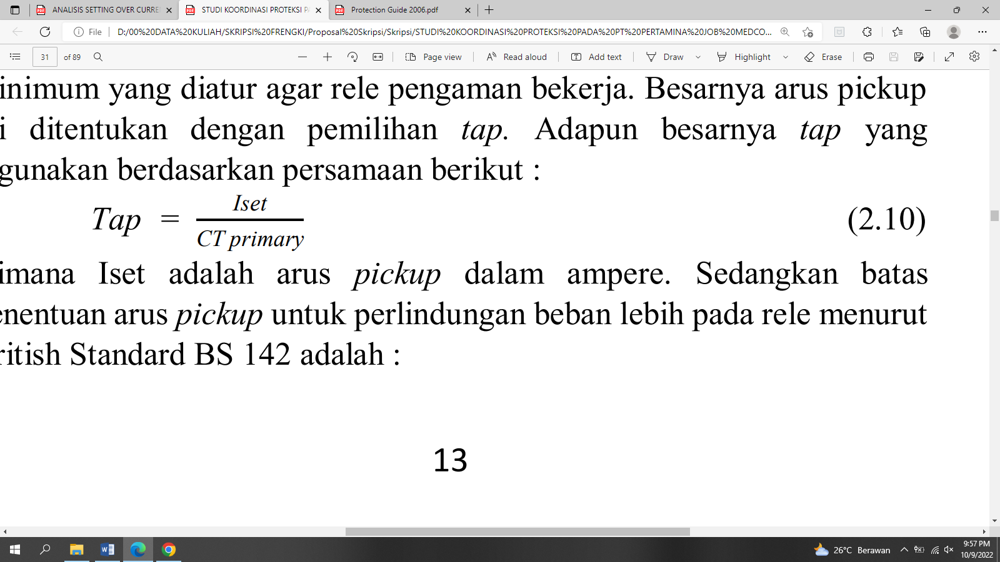 ANALISIS SETTING OVER CURRE
STUDI KOORDINASI PROTEKSI P
Protection Guide 2006.pdf
File
D:/00%20DATA%20KULIAH/SKRIPSI%20FRENGKI/Proposal%20Skripsi/Skripsi/STUDI%20KOORDINASI%20PROTEKSI%20PADA%20PT%20PERTAMINA%20JOB%20MEDCO...
31 of 89
Page view
Read aloud
Add text
Draw
Highlight
Erase
inimum yang diatur agar rele pengaman bekerja. Besarnya arus pickup
i ditentukan dengan pemilihan tap. Adapun besarnya tap yang
gunakan berdasarkan persamaan berikut :
Tap = Iset / CT primary (2.10)
imana Iset adalah arus pickup dalam ampere. Sedangkan batas
enentuan arus pickup untuk perlindungan beban lebih pada rele menurut
ritish Standard BS 142 adalah :
13
26°C Berawan
9:57 PM
10/9/2022